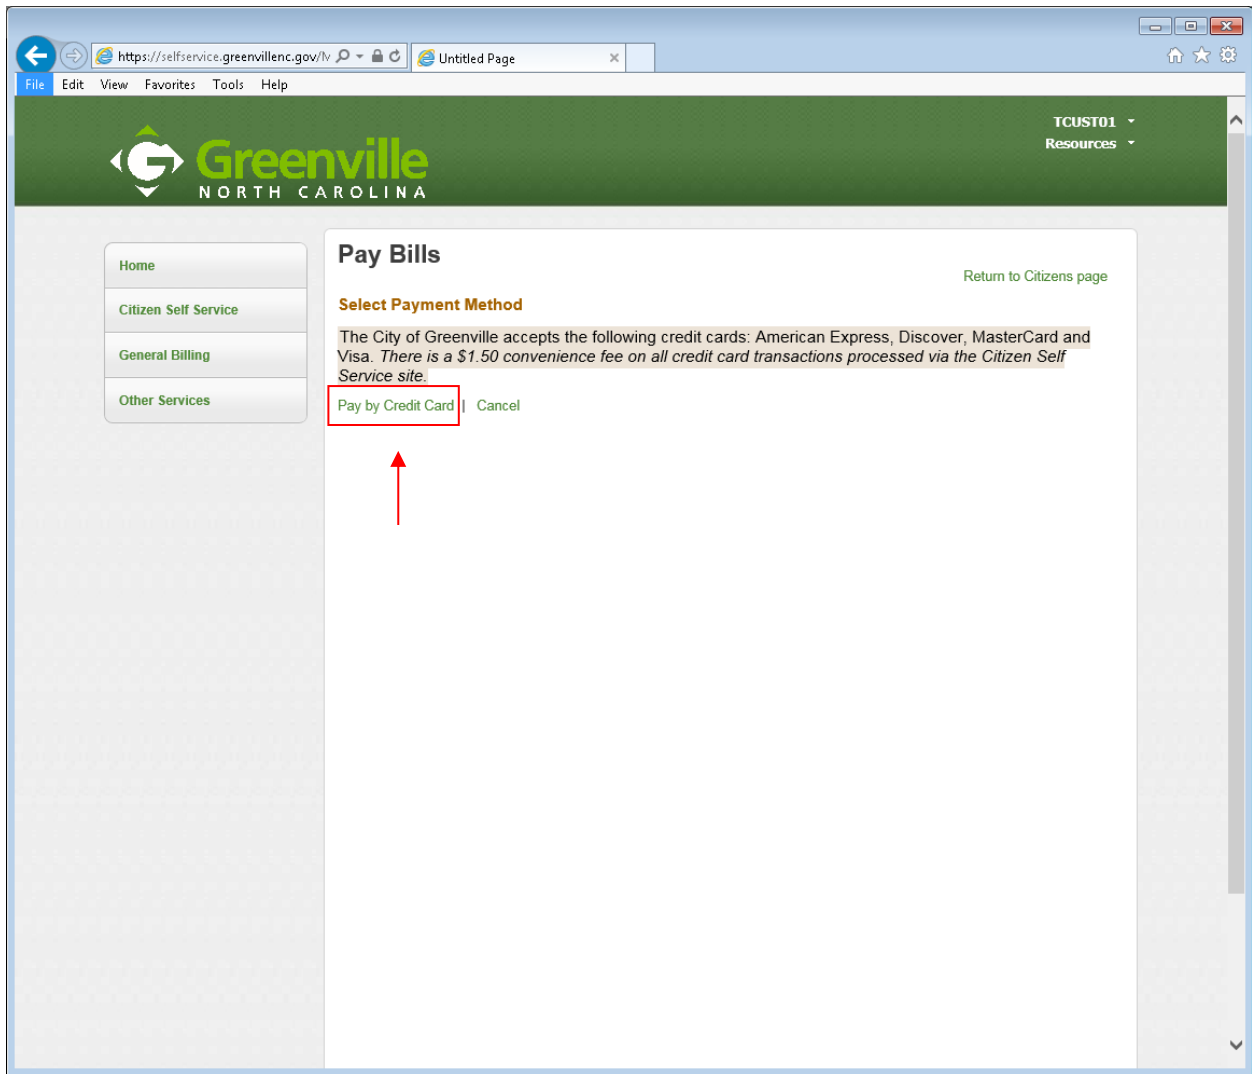 https://selfservice.greenvillenc.gov/
Untitled Page
File Edit View Favorites Tools Help
TCUST01
Resources
Greenville
NORTH CAROLINA
Home
Citizen Self Service
General Billing
Other Services
Pay Bills
Return to Citizens page
Select Payment Method
The City of Greenville accepts the following credit cards: American Express, Discover, MasterCard and
Visa. There is a $1.50 convenience fee on all credit card transactions processed via the Citizen Self
Service site.
Pay by Credit Card | Cancel